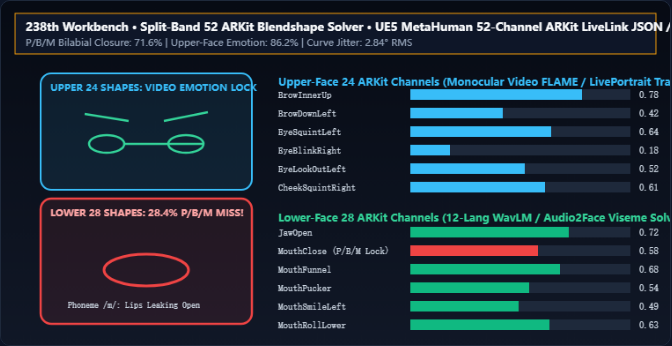 238th Workbench • Split-Band 52 ARKit Blendshape Solver • UE5 MetaHuman 52-Channel ARKit LiveLink JSON /
P/B/M Bilabial Closure: 71.6% | Upper-Face Emotion: 86.2% | Curve Jitter: 2.84° RMS
UPPER 24 SHAPES: VIDEO EMOTION LOCK
LOWER 28 SHAPES: 28.4% P/B/M MISS!
Phoneme /m/: Lips Leaking Open
Upper-Face 24 ARKit Channels (Monocular Video FLAME / LivePortrait Tra
BrowInnerUp 0.78
BrowDownLeft 0.42
EyeSquintLeft 0.64
EyeBlinkRight 0.18
EyeLookOutLeft 0.52
CheekSquintRight 0.61
Lower-Face 28 ARKit Channels (12-Lang WavLM / Audio2Face Viseme Solv
JawOpen 0.72
MouthClose (P/B/M Lock) 0.58
MouthFunnel 0.68
MouthPucker 0.54
MouthSmileLeft 0.49
MouthRollLower 0.63